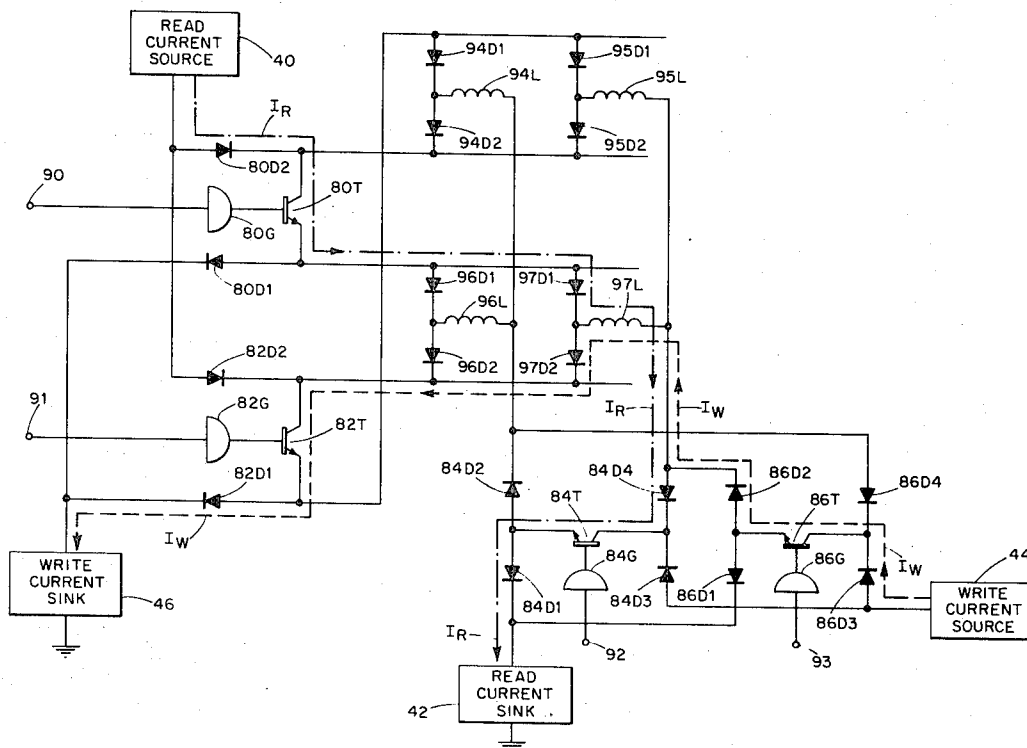 READ
CURRENT
SOURCE
40
94D1
95D1
94L
95L
I_R
94D2
95D2
80D2
90
80T
80G
80D1
96D1
97D1
96L
97L
96D2
97D2
82D2
91
82G
82T
I_R
I_W
84D2
84D4
86D2
86D4
82D1
84T
86T
I_W
84G
86G
I_W
44
WRITE
CURRENT
SINK
46
84D1
84D3
86D1
86D3
WRITE
CURRENT
SOURCE
I_R
92
93
READ
CURRENT
SINK
42